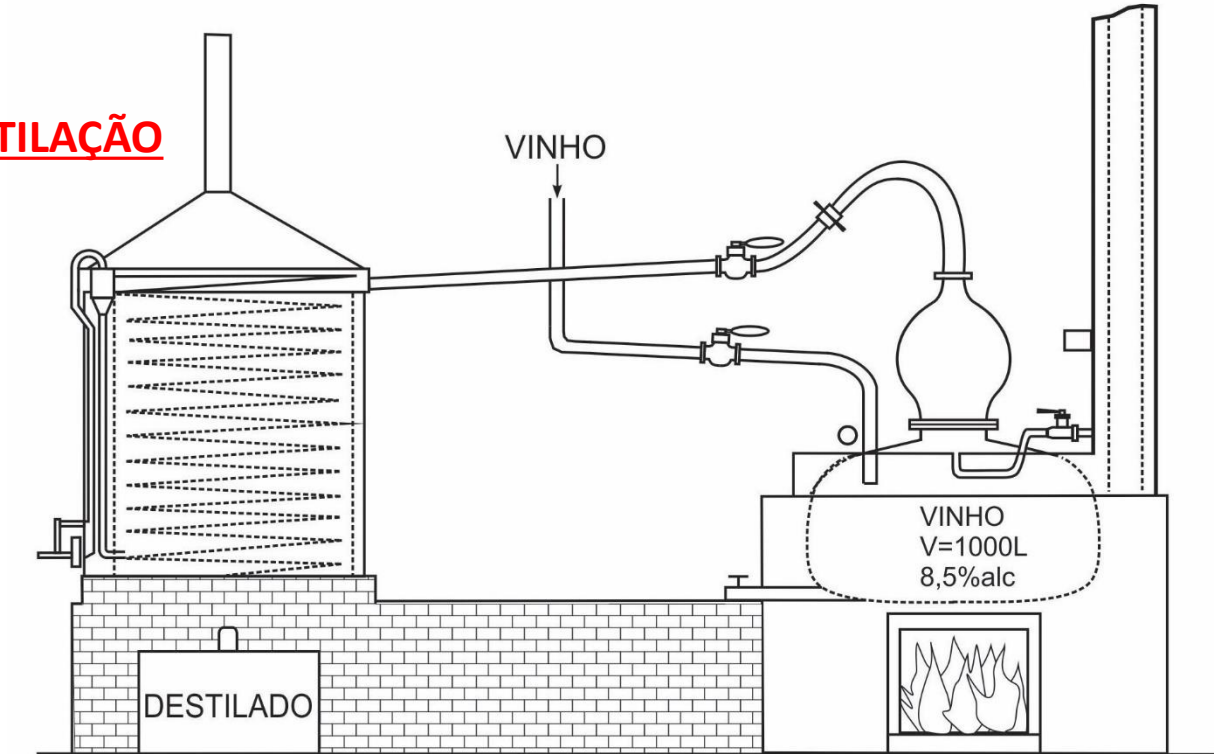 TILAÇÃO
VINHO
VINHO
V=1000L
8,5%alc
DESTILADO